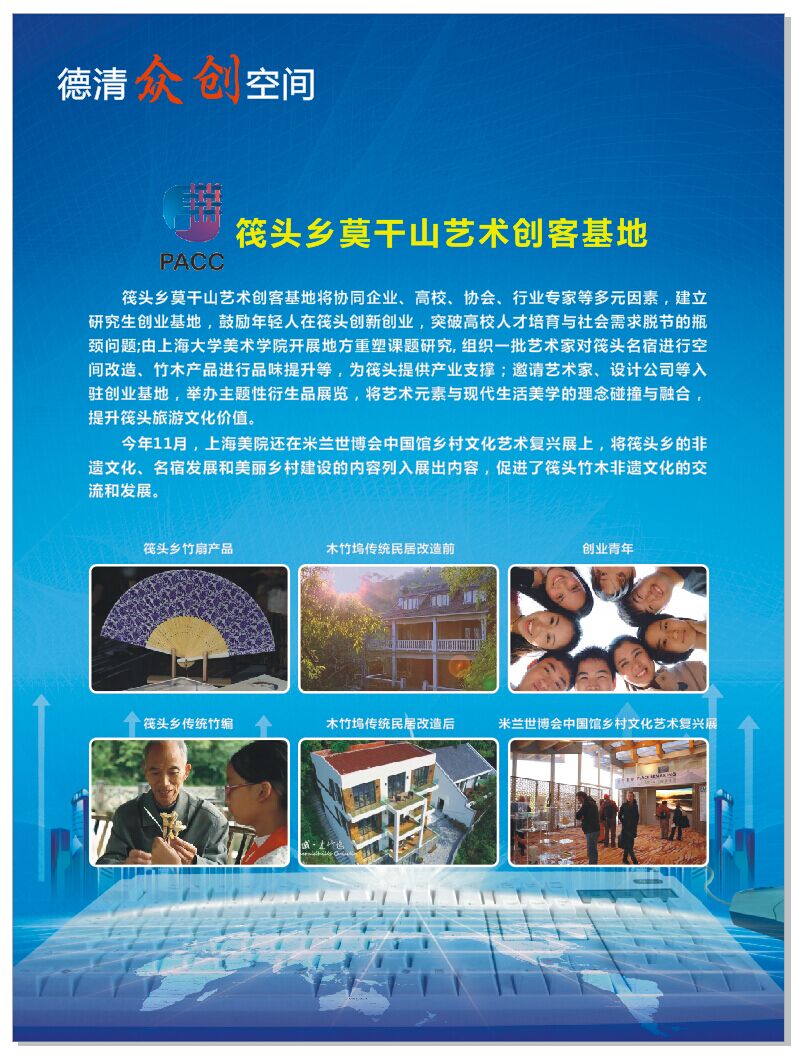 德清众创空间
PACC
筏头乡莫干山艺术创客基地
筏头乡莫干山艺术创客基地将协同企业、高校、协会、行业专家等多元因素，建立
研究生创业基地，鼓励年轻人在筏头创新创业，突破高校人才培育与社会需求脱节的瓶
颈问题;由上海大学美术学院开展地方重塑课题研究,组织一批艺术家对筏头名宿进行空
间改造、竹木产品进行品味提升等，为筏头提供产业支撑；邀请艺术家、设计公司等入
驻创业基地，举办主题性衍生品展览，将艺术元素与现代生活美学的理念碰撞与融合，
提升筏头旅游文化价值。
今年11月，上海美院还在米兰世博会中国馆乡村文化艺术复兴展上，将筏头乡的非
遗文化、名宿发展和美丽乡村建设的内容列入展出内容，促进了筏头竹木非遗文化的交
流和发展。
筏头乡竹扇产品
木竹坞传统民居改造前
创业青年
筏头乡传统竹编
木竹坞传统民居改造后
米兰世博会中国馆乡村文化艺术复兴展